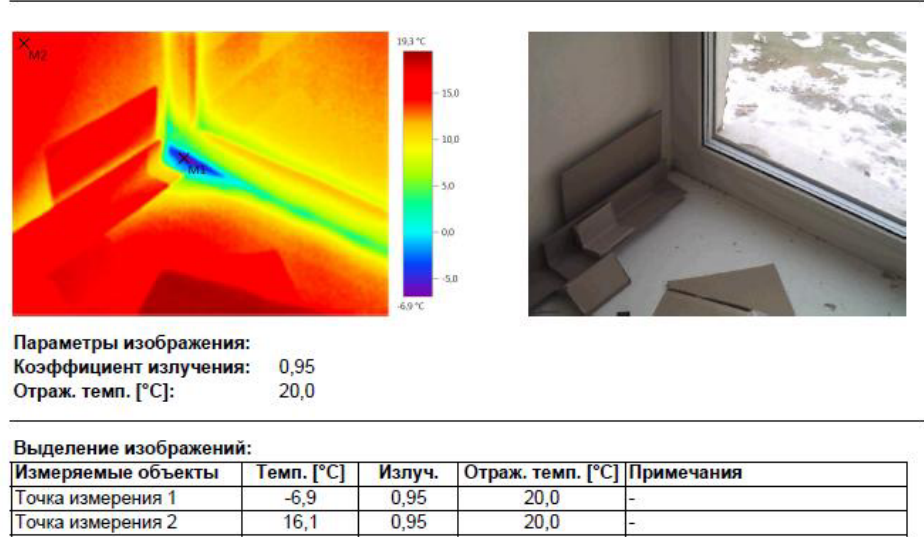 M2
M1
19,3 °C
15,0
10,0
5,0
0,0
-5,0
-6,9 °C
Параметры изображения:
Коэффициент излучения: 0,95
Отраж. темп. [°C]: 20,0
Выделение изображений:
Измеряемые объекты Темп. [°C] Излуч. Отраж. темп. [°C] Примечания
Точка измерения 1 -6,9 0,95 20,0 -
Точка измерения 2 16,1 0,95 20,0 -